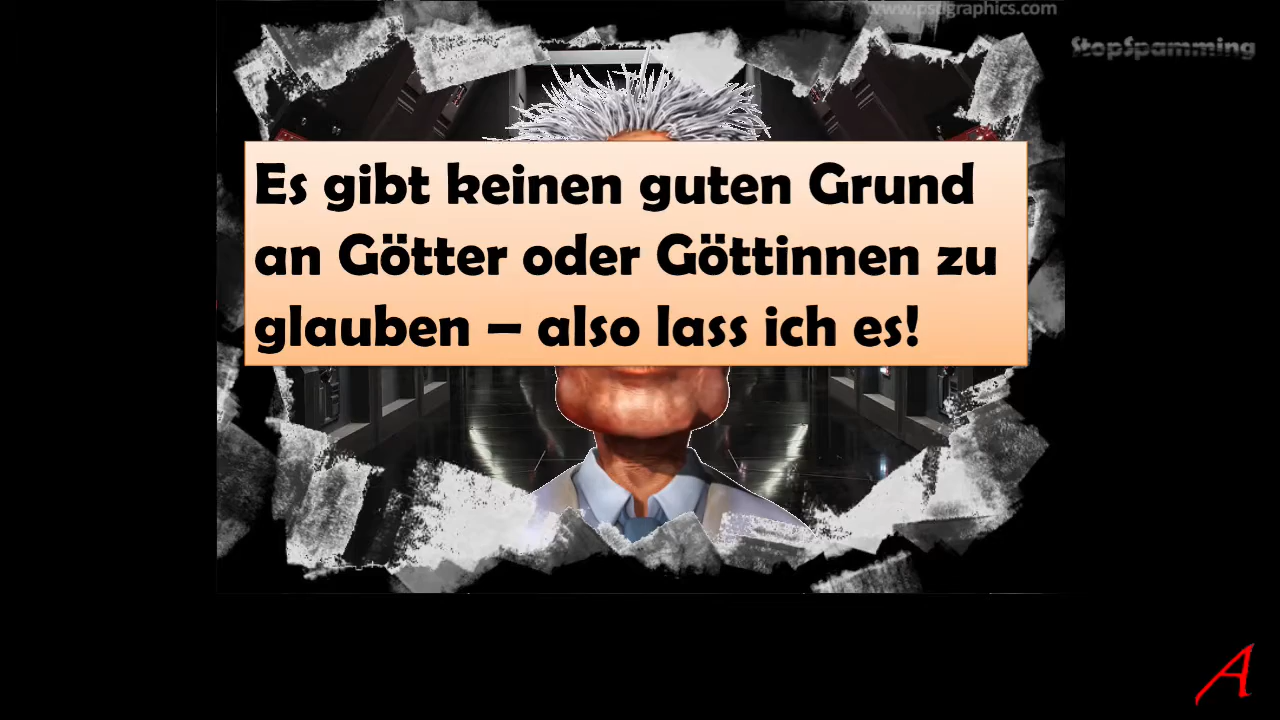 www.psdgraphics.com
StopSpamming
Es gibt keinen guten Grund
an Götter oder Göttinnen zu
glauben – also lass ich es!
A